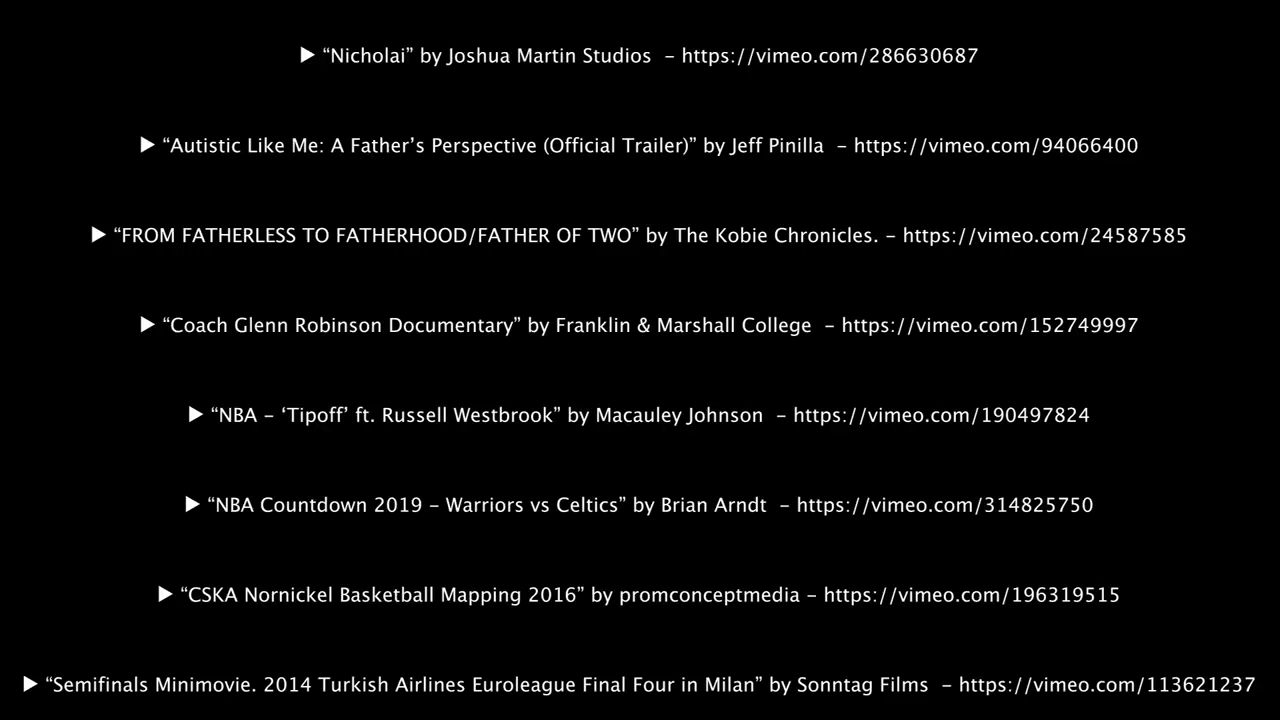 ▶ “Nicholai” by Joshua Martin Studios – https://vimeo.com/286630687
▶ “Autistic Like Me: A Father’s Perspective (Official Trailer)” by Jeff Pinilla – https://vimeo.com/94066400
▶ “FROM FATHERLESS TO FATHERHOOD/FATHER OF TWO” by The Kobie Chronicles. – https://vimeo.com/24587585
▶ “Coach Glenn Robinson Documentary” by Franklin & Marshall College – https://vimeo.com/152749997
▶ “NBA – ‘Tipoff’ ft. Russell Westbrook” by Macauley Johnson – https://vimeo.com/190497824
▶ “NBA Countdown 2019 – Warriors vs Celtics” by Brian Arndt – https://vimeo.com/314825750
▶ “CSKA Nornickel Basketball Mapping 2016” by promconceptmedia – https://vimeo.com/196319515
▶ “Semifinals Minimovie. 2014 Turkish Airlines Euroleague Final Four in Milan” by Sonntag Films – https://vimeo.com/113621237